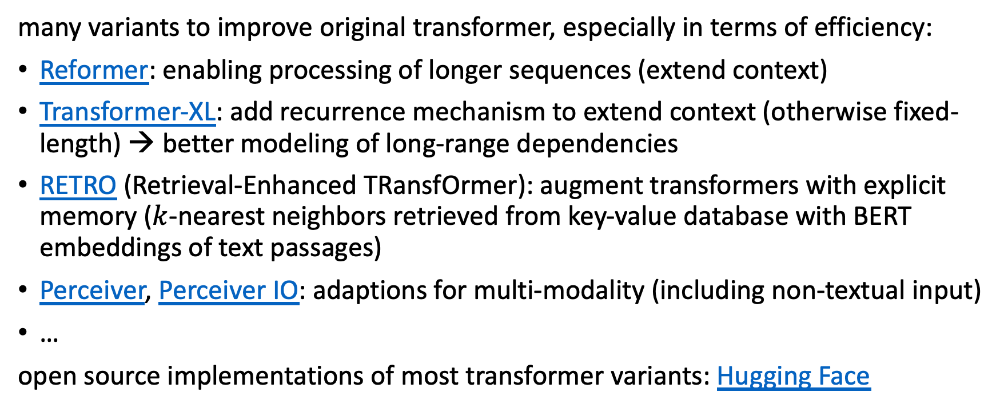 many variants to improve original transformer, especially in terms of efficiency:
• Reformer: enabling processing of longer sequences (extend context)
• Transformer-XL: add recurrence mechanism to extend context (otherwise fixed-
length) → better modeling of long-range dependencies
• RETRO (Retrieval-Enhanced TRansfOrmer): augment transformers with explicit
memory (k-nearest neighbors retrieved from key-value database with BERT
embeddings of text passages)
• Perceiver, Perceiver IO: adaptions for multi-modality (including non-textual input)
• …
open source implementations of most transformer variants: Hugging Face